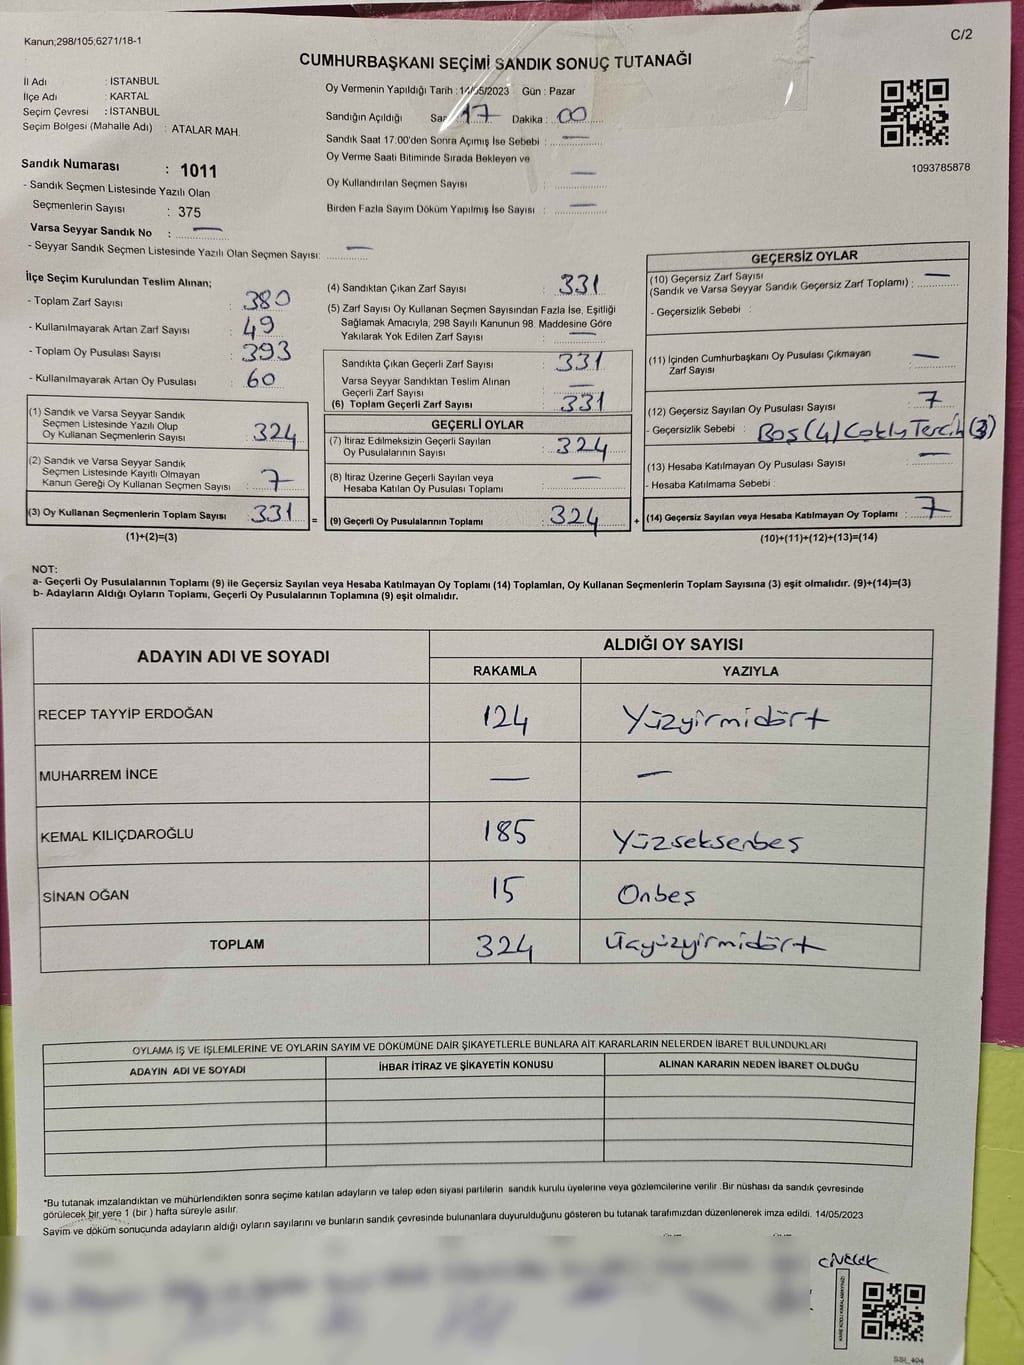 Kanun;298/105;6271/18-1
C/2
CUMHURBAŞKANI SEÇİMİ SANDIK SONUÇ TUTANAĞI
İl Adı : İSTANBUL
İlçe Adı : KARTAL
Seçim Çevresi : İSTANBUL
Seçim Bölgesi (Mahalle Adı) : ATALAR MAH.
Oy Vermenin Yapıldığı Tarih : 14/05/2023 Gün : Pazar
Sandığın Açıldığı Saat 17 Dakika : 00
Sandık Saat 17.00'den Sonra Açımış İse Sebebi : —
Oy Verme Saati Bitiminde Sırada Bekleyen ve
Oy Kullandırılan Seçmen Sayısı : —
Birden Fazla Sayım Döküm Yapılmış İse Sayısı : —
1093785878
Sandık Numarası : 1011
- Sandık Seçmen Listesinde Yazılı Olan
Seçmenlerin Sayısı : 375
Varsa Seyyar Sandık No : —
- Seyyar Sandık Seçmen Listesinde Yazılı Olan Seçmen Sayısı: —
İlçe Seçim Kurulundan Teslim Alınan;
- Toplam Zarf Sayısı : 380
- Kullanılmayarak Artan Zarf Sayısı : 49
- Toplam Oy Pusulası Sayısı : 393
- Kullanılmayarak Artan Oy Pusulası : 60
(1) Sandık ve Varsa Seyyar Sandık
Seçmen Listesinde Yazılı Olup
Oy Kullanan Seçmenlerin Sayısı : 324
(2) Sandık ve Varsa Seyyar Sandık
Seçmen Listesinde Kayıtlı Olmayan
Kanun Gereği Oy Kullanan Seçmen Sayısı : 7
(3) Oy Kullanan Seçmenlerin Toplam Sayısı : 331
(1)+(2)=(3)
(4) Sandıktan Çıkan Zarf Sayısı : 331
(5) Zarf Sayısı Oy Kullanan Seçmen Sayısından Fazla İse, Eşitliği
Sağlamak Amacıyla, 298 Sayılı Kanunun 98. Maddesine Göre
Yakılarak Yok Edilen Zarf Sayısı : —
Sandıkta Çıkan Geçerli Zarf Sayısı : 331
Varsa Seyyar Sandıktan Teslim Alınan
Geçerli Zarf Sayısı : —
(6) Toplam Geçerli Zarf Sayısı : 331
GEÇERLİ OYLAR
(7) İtiraz Edilmeksizin Geçerli Sayılan
Oy Pusulalarının Sayısı : 324
(8) İtiraz Üzerine Geçerli Sayılan veya
Hesaba Katılan Oy Pusulası Toplamı : —
= (9) Geçerli Oy Pusulalarının Toplamı : 324
GEÇERSİZ OYLAR
(10) Geçersiz Zarf Sayısı
(Sandık ve Varsa Seyyar Sandık Geçersiz Zarf Toplamı) : —
- Geçersizlik Sebebi :
(11) İçinden Cumhurbaşkanı Oy Pusulası Çıkmayan
Zarf Sayısı : —
(12) Geçersiz Sayılan Oy Pusulası Sayısı : 7
- Geçersizlik Sebebi : Boş (4) Çoklu Tercih (3)
(13) Hesaba Katılmayan Oy Pusulası Sayısı : —
- Hesaba Katılmama Sebebi :
+ (14) Geçersiz Sayılan veya Hesaba Katılmayan Oy Toplamı : 7
(10)+(11)+(12)+(13)=(14)
NOT:
a- Geçerli Oy Pusulalarının Toplamı (9) ile Geçersiz Sayılan veya Hesaba Katılmayan Oy Toplamı (14) Toplamları, Oy Kullanan Seçmenlerin Toplam Sayısına (3) eşit olmalıdır. (9)+(14)=(3)
b- Adayların Aldığı Oyların Toplamı, Geçerli Oy Pusulalarının Toplamına (9) eşit olmalıdır.
ADAYIN ADI VE SOYADI ALDIĞI OY SAYISI
RAKAMLA YAZIYLA
RECEP TAYYİP ERDOĞAN 124 Yüzyirmidört
MUHARREM İNCE — —
KEMAL KILIÇDAROĞLU 185 Yüzseksenbeş
SİNAN OĞAN 15 Onbeş
TOPLAM 324 Üçyüzyirmidört
OYLAMA İŞ VE İŞLEMLERİNE VE OYLARIN SAYIM VE DÖKÜMÜNE DAİR ŞİKAYETLERLE BUNLARA AİT KARARLARIN NELERDEN İBARET BULUNDUKLARI
ADAYIN ADI VE SOYADI İHBAR İTİRAZ VE ŞİKAYETİN KONUSU ALINAN KARARIN NEDEN İBARET OLDUĞU
*Bu tutanak imzalandıktan ve mühürlendikten sonra seçime katılan adayların ve talep eden siyasi partilerin sandık kurulu üyelerine veya gözlemcilerine verilir .Bir nüshası da sandık çevresinde
görülecek bir yere 1 (bir ) hafta süreyle asılır.
Sayım ve döküm sonucunda adayların aldığı oyların sayılarını ve bunların sandık çevresinde bulunanlara duyurulduğunu gösteren bu tutanak tarafımızdan düzenlenerek imza edildi. 14/05/2023
CİVELEK
KARE KODU KARALAMAYINIZ!
SSI_404